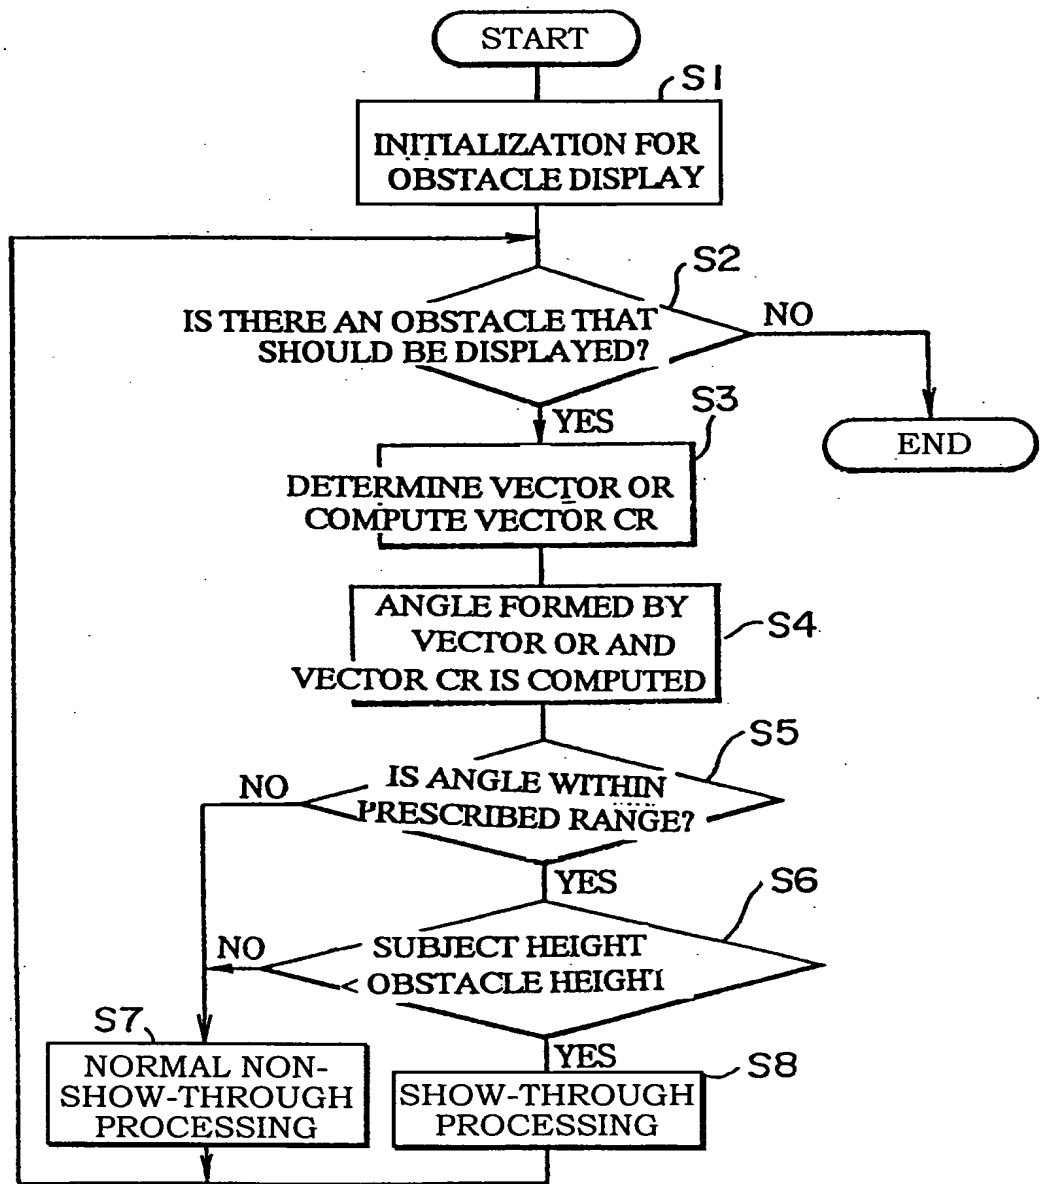 START
S1
INITIALIZATION FOR
OBSTACLE DISPLAY
S2
IS THERE AN OBSTACLE THAT
SHOULD BE DISPLAYED?
NO
YES
END
S3
DETERMINE VECTOR OR
COMPUTE VECTOR CR
ANGLE FORMED BY
VECTOR OR AND
VECTOR CR IS COMPUTED
S4
S5
IS ANGLE WITHIN
PRESCRIBED RANGE?
NO
YES
S6
SUBJECT HEIGHT
< OBSTACLE HEIGHT
NO
YES
S7
NORMAL NON-
SHOW-THROUGH
PROCESSING
S8
SHOW-THROUGH
PROCESSING